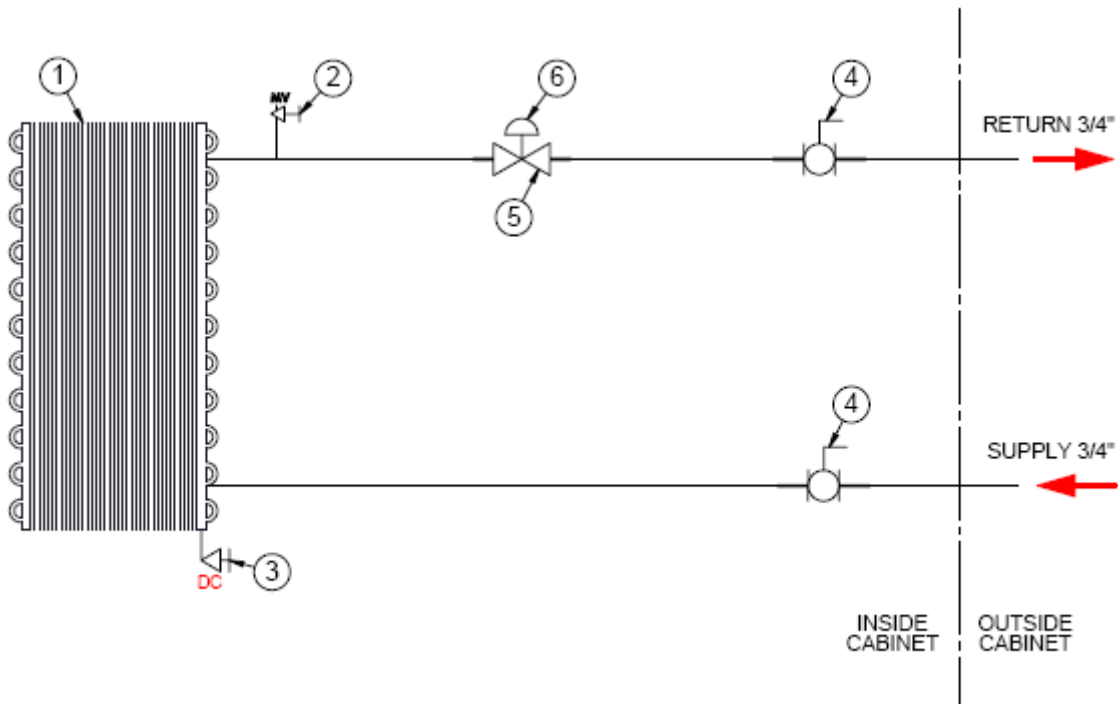 1
2
6
4
MV
RETURN 3/4"
5
4
SUPPLY 3/4"
3
DC
INSIDE
CABINET
OUTSIDE
CABINET